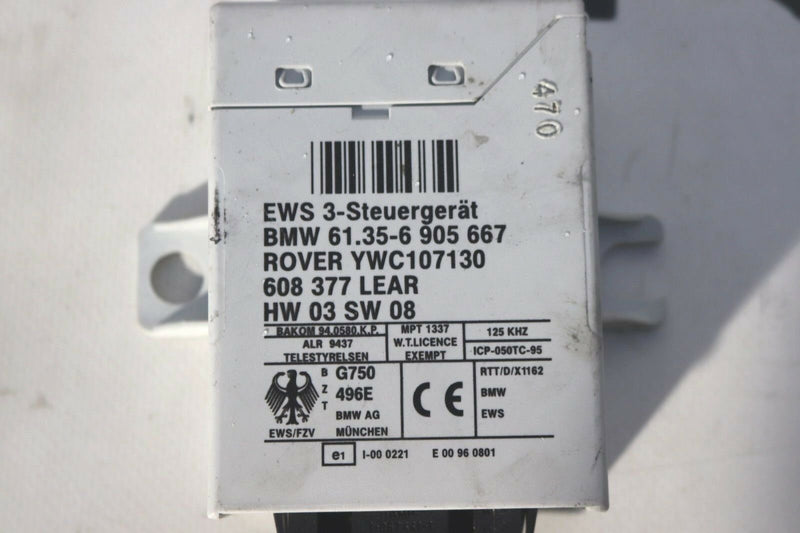 470
EWS 3-Steuergerät
BMW 61.35-6 905 667
ROVER YWC107130
608 377 LEAR
HW 03 SW 08
BAKOM 94.0580.K.P.
ALR 9437
TELESTYRELSEN
MPT 1337
W.T.LICENCE
EXEMPT
125 KHZ
ICP-050TC-95
BZT
G750
496E
BMW AG
MÜNCHEN
EWS/FZV
CE
RTT/D/X1162
BMW
EWS
e1 I-00 0221 E 00 96 0801